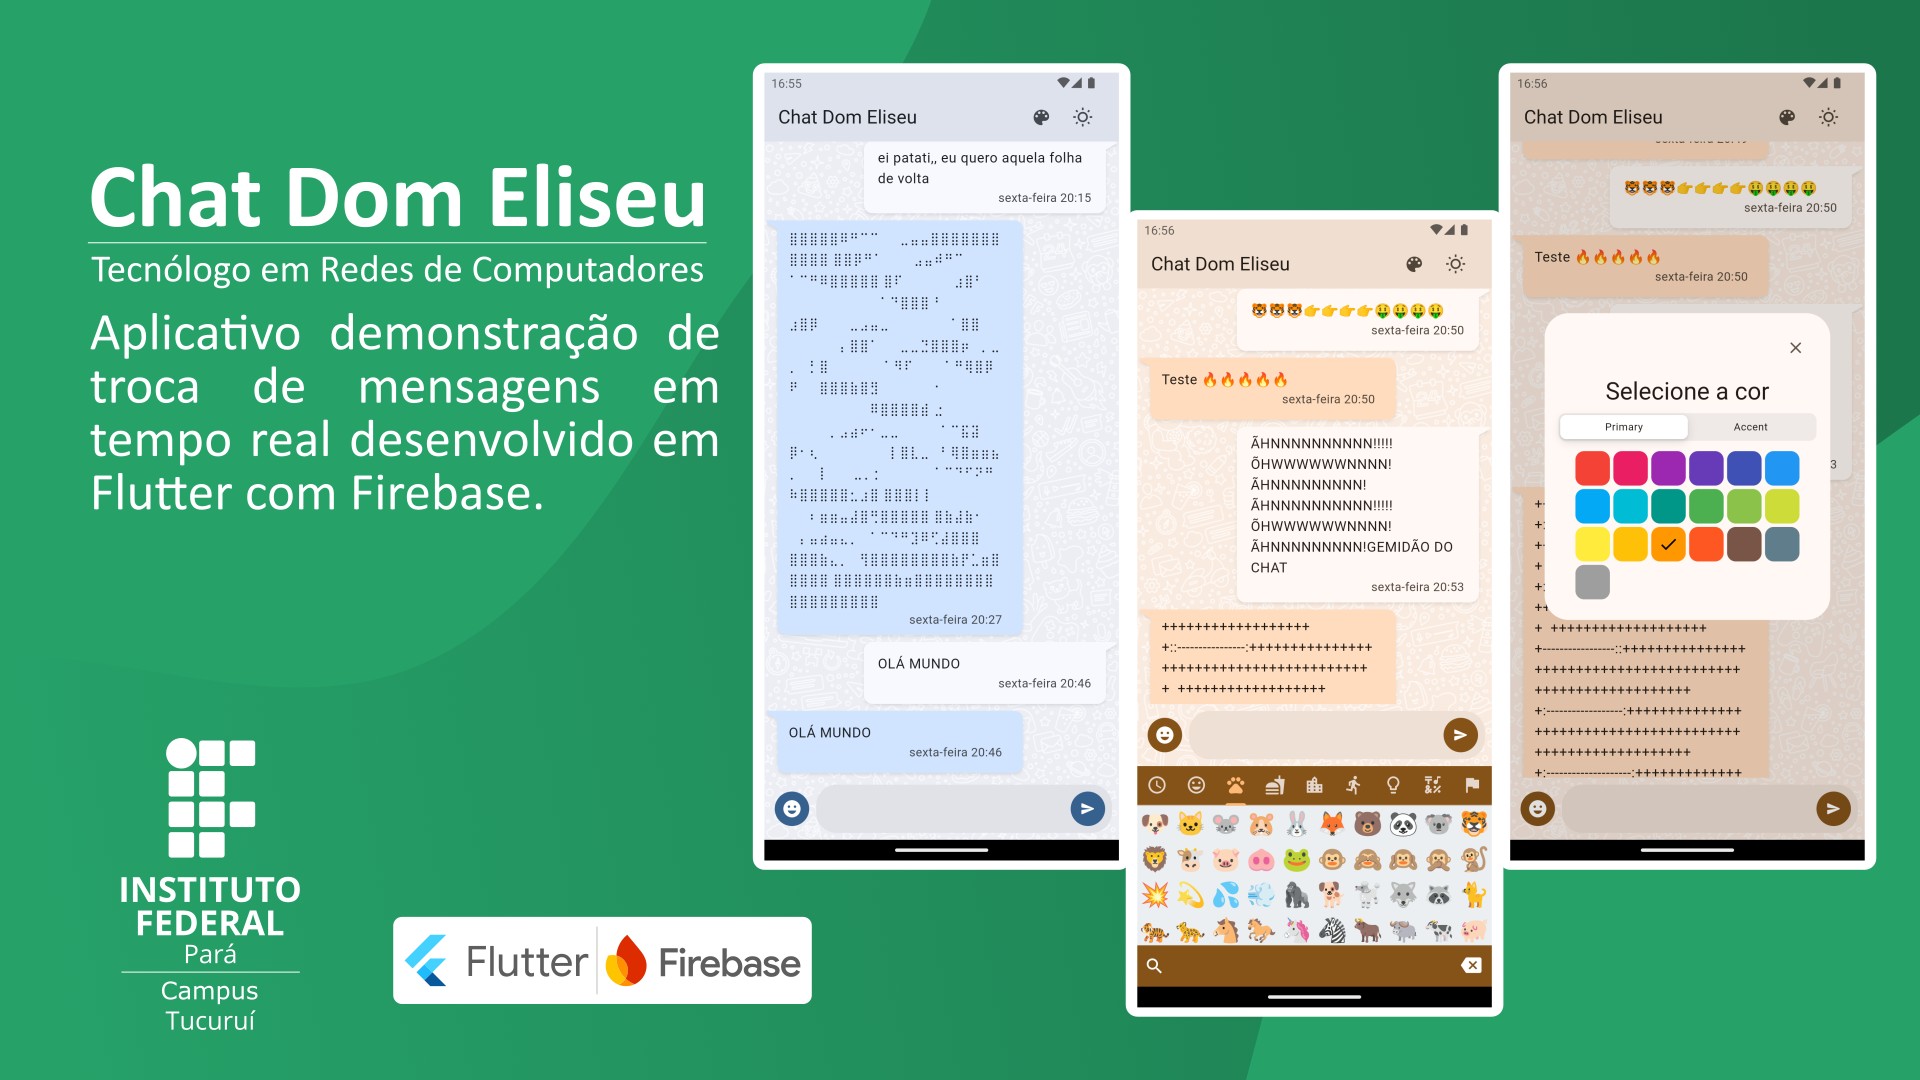 Chat Dom Eliseu
Tecnólogo em Redes de Computadores
Aplicativo demonstração de
troca de mensagens em
tempo real desenvolvido em
Flutter com Firebase.
INSTITUTO
FEDERAL
Pará
Campus
Tucuruí
Flutter
Firebase
16:55
Chat Dom Eliseu
ei patati,, eu quero aquela folha
de volta
sexta-feira 20:15
sexta-feira 20:27
OLÁ MUNDO
sexta-feira 20:46
OLÁ MUNDO
sexta-feira 20:46
16:56
Chat Dom Eliseu
🐯🐯🐯👉👉👉👉🤑🤑🤑🤑
sexta-feira 20:50
Teste 🔥🔥🔥🔥🔥
sexta-feira 20:50
ÃHNNNNNNNNNN!!!!!
ÕHWWWWWWNNNN!
ÃHNNNNNNNNN!
ÃHNNNNNNNNNN!!!!!
ÕHWWWWWWNNNN!
ÃHNNNNNNNNN!GEMIDÃO DO
CHAT
sexta-feira 20:53
++++++++++++++++++
+::----------------:+++++++++++++++
+++++++++++++++++++++++++
+ ++++++++++++++++++
16:56
Chat Dom Eliseu
🐯🐯🐯👉👉👉👉🤑🤑🤑🤑
sexta-feira 20:50
Teste 🔥🔥🔥🔥🔥
sexta-feira 20:50
Selecione a cor
Primary
Accent
3
+ +++++++++++++++++++
+-----------------::+++++++++++++++
+++++++++++++++++++++++++
+++++++++++++++++++
+:------------------:++++++++++++++
+++++++++++++++++++++++++
+++++++++++++++++++
+:--------------------:+++++++++++++